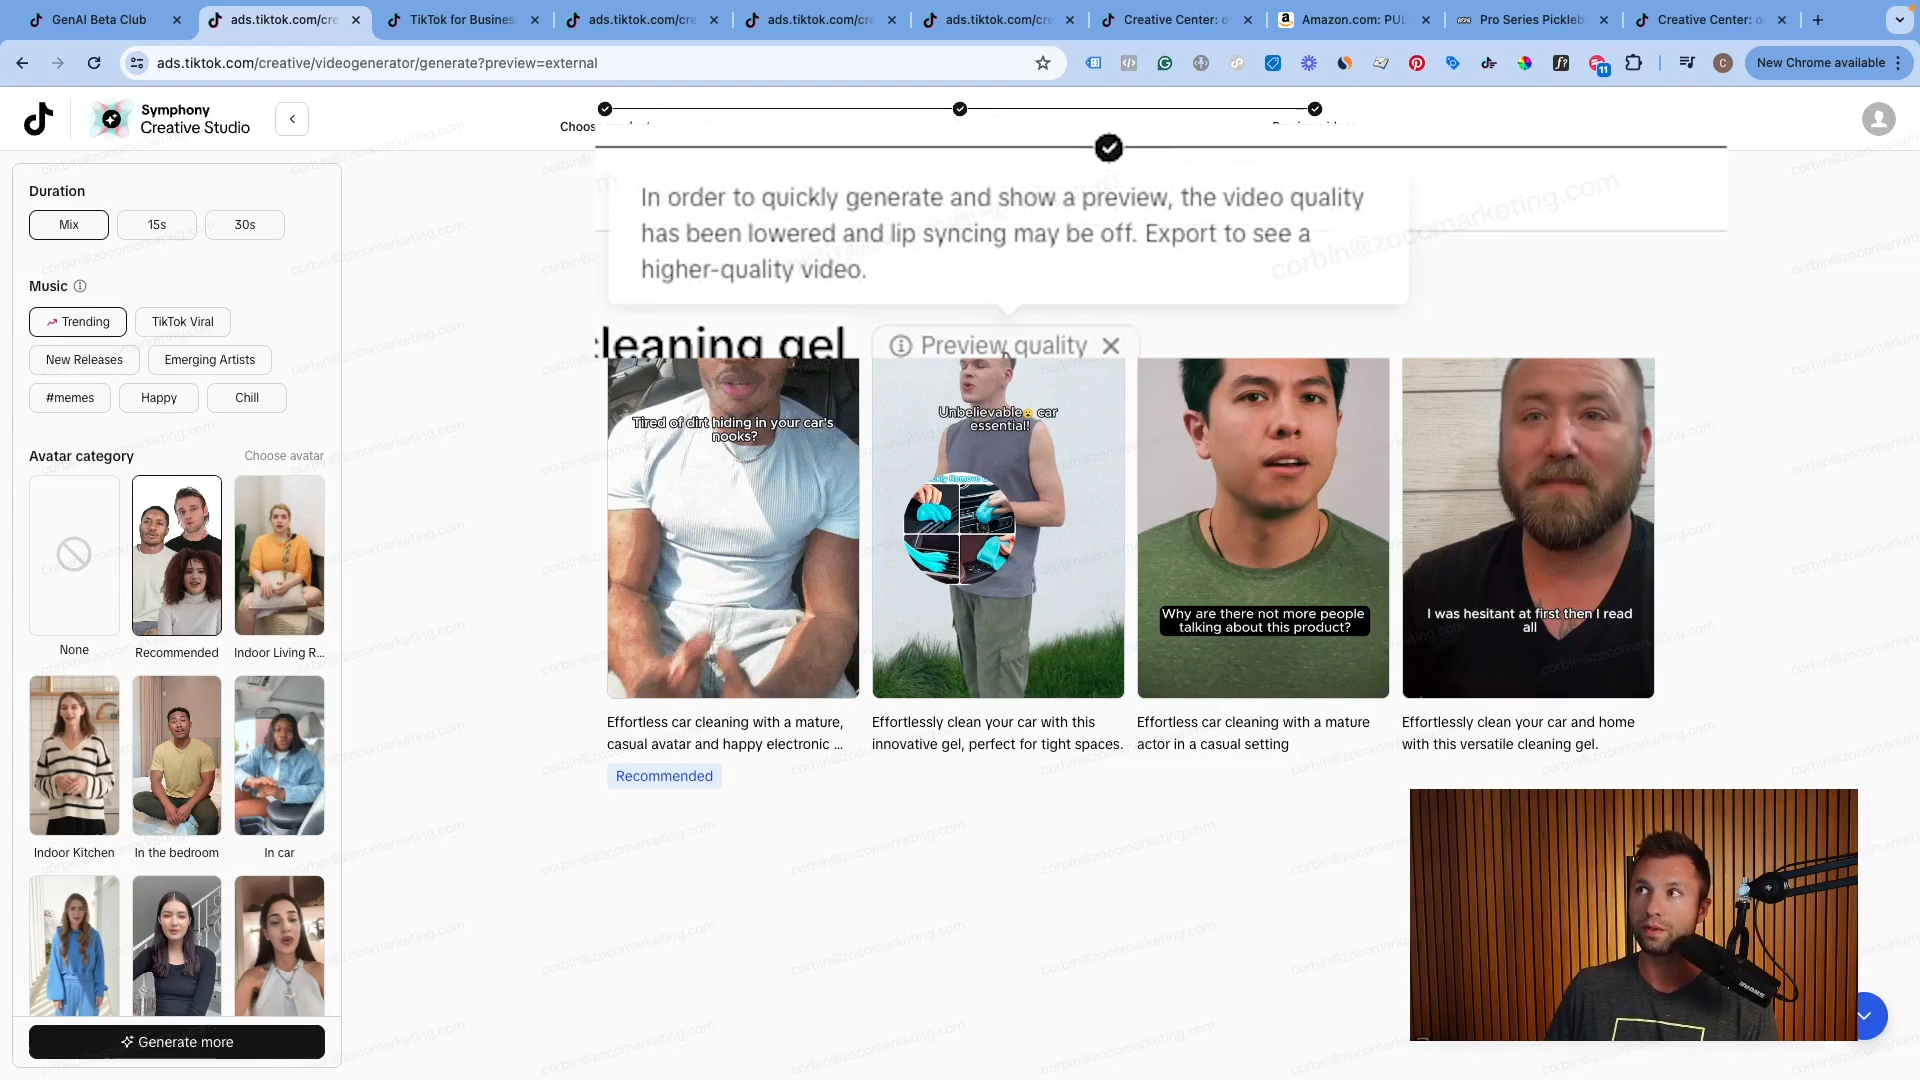 GenAI Beta Club
ads.tiktok.com/cre
TikTok for Busines
ads.tiktok.com/cre
ads.tiktok.com/cre
ads.tiktok.com/cre
Creative Center: o
Amazon.com: PUL
Pro Series Pickleb
Creative Center: o
ads.tiktok.com/creative/videogenerator/generate?preview=external
11
C
New Chrome available
Symphony
Creative Studio
Choos
In order to quickly generate and show a preview, the video quality
has been lowered and lip syncing may be off. Export to see a
higher-quality video.
leaning gel
Preview quality
Duration
Mix
15s
30s
Music
Trending
TikTok Viral
New Releases
Emerging Artists
#memes
Happy
Chill
Avatar category
Choose avatar
None
Recommended
Indoor Living R...
Indoor Kitchen
In the bedroom
In car
Generate more
Tired of dirt hiding in your car's
nooks?
Unbelievable😮 car
essential!
Why are there not more people
talking about this product?
I was hesitant at first then I read
all
Effortless car cleaning with a mature,
casual avatar and happy electronic ...
Recommended
Effortlessly clean your car with this
innovative gel, perfect for tight spaces.
Effortless car cleaning with a mature
actor in a casual setting
Effortlessly clean your car and home
with this versatile cleaning gel.
corbin@zocomarketing.com